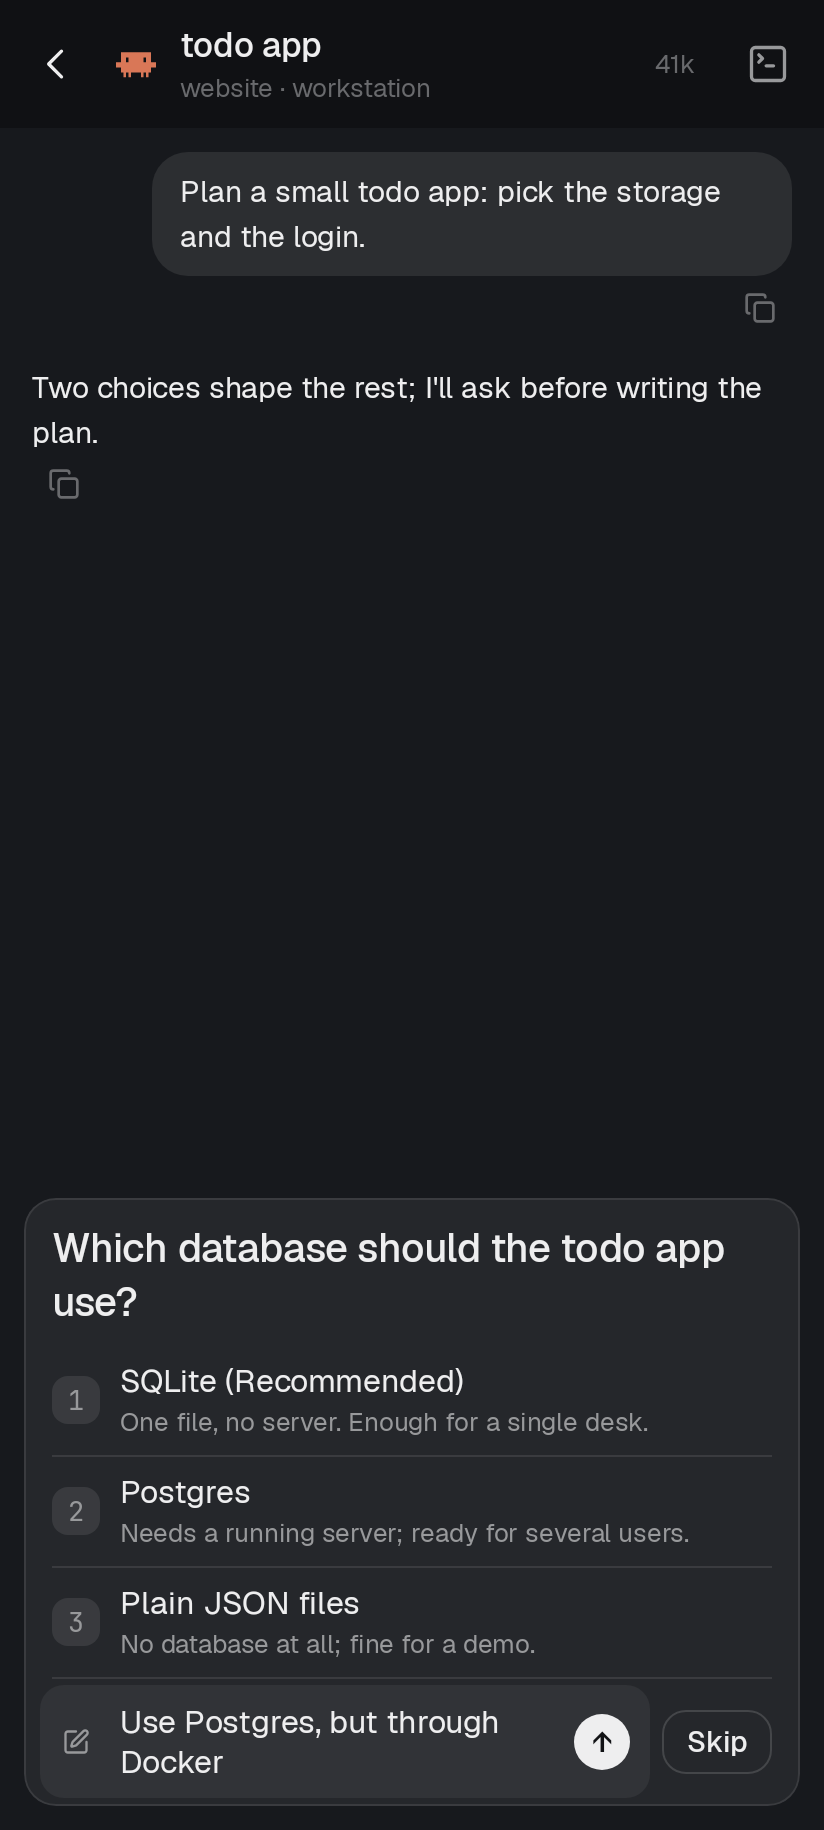 todo app
website · workstation
41k
Plan a small todo app: pick the storage
and the login.
Two choices shape the rest; I'll ask before writing the
plan.
Which database should the todo app
use?
1
SQLite (Recommended)
One file, no server. Enough for a single desk.
2
Postgres
Needs a running server; ready for several users.
3
Plain JSON files
No database at all; fine for a demo.
Use Postgres, but through
Docker
Skip